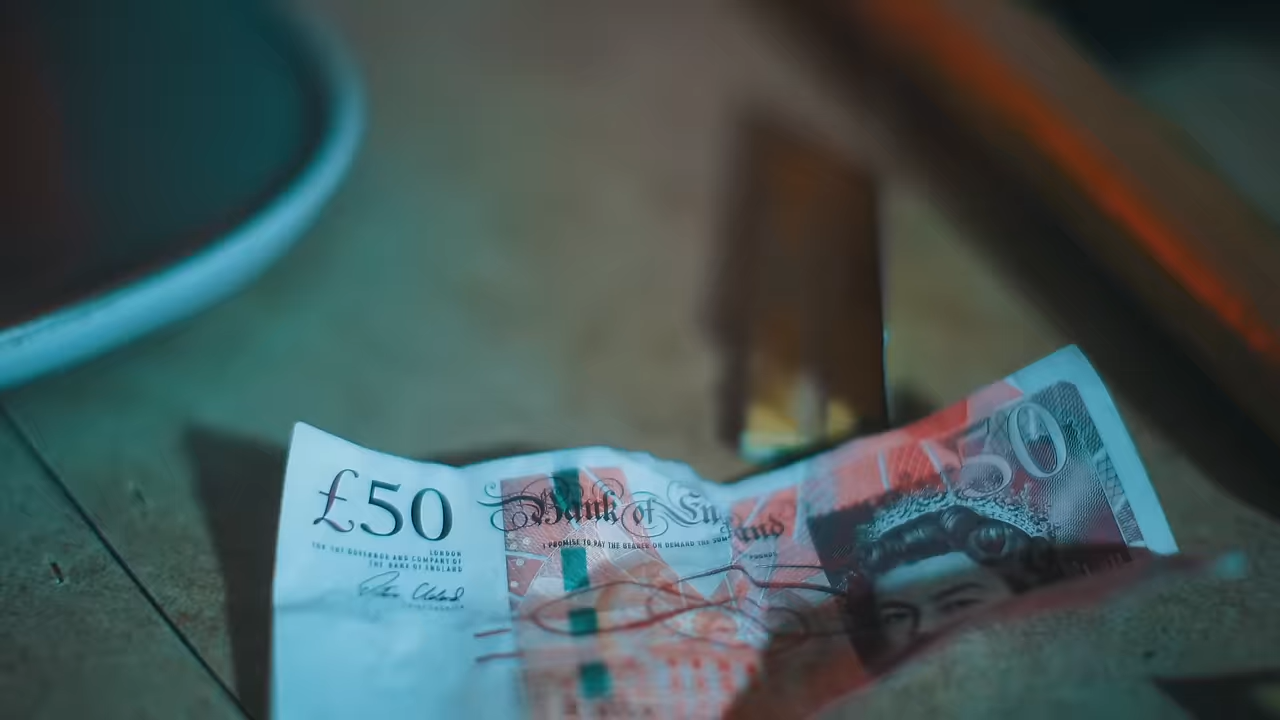 £50
Bank of England
50
I PROMISE TO PAY THE BEARER ON DEMAND THE SUM
POUNDS
FOR THE GOVERNOR AND COMPANY OF
LONDON
THE BANK OF ENGLAND